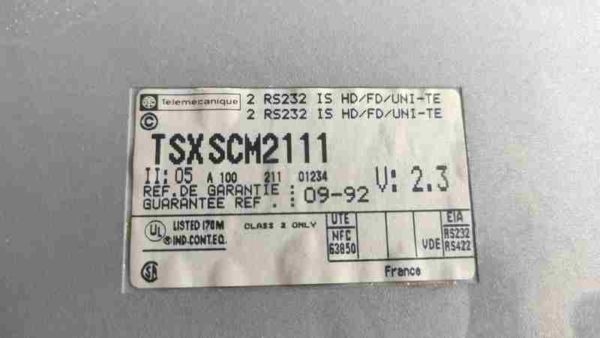 Telemecanique 2 RS232 IS HD/FD/UNI-TE
2 RS232 IS HD/FD/UNI-TE
©
TSXSCM2111
II: 05 A 100 211 01234
V: 2.3
REF.DE GARANTIE : 09-92
GUARANTEE REF . :
UL LISTED 170M
® IND.CONT.EQ.
CLASS 2 ONLY
UTE
NFC
63850
VDE
EIA
RS232
RS422
SA
France